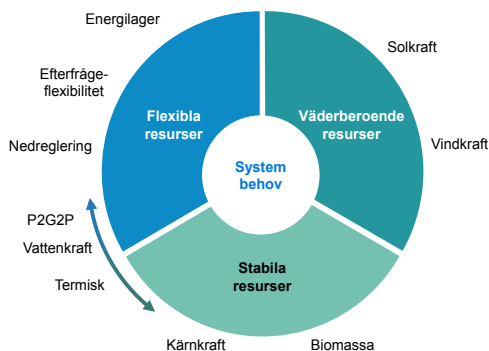 Energilager
Solkraft
Efterfråge-
flexibilitet
Flexibla
resurser
Väderberoende
resurser
Nedreglering
Vindkraft
System
behov
P2G2P
Vattenkraft
Stabila
resurser
Termisk
Kärnkraft
Biomassa